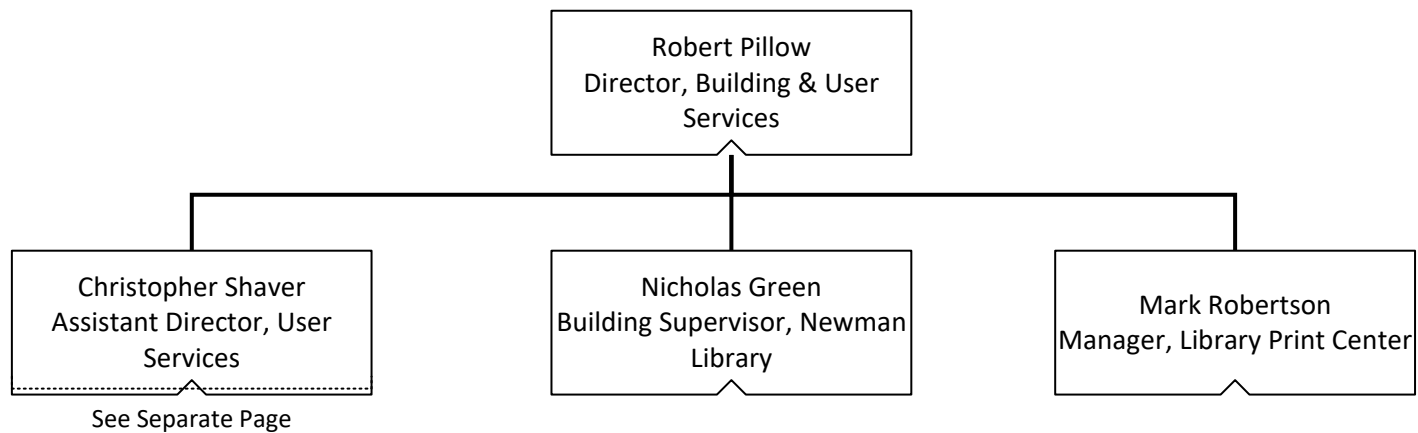 Robert Pillow
Director, Building & User
Services
Christopher Shaver
Assistant Director, User
Services
See Separate Page
Nicholas Green
Building Supervisor, Newman
Library
Mark Robertson
Manager, Library Print Center